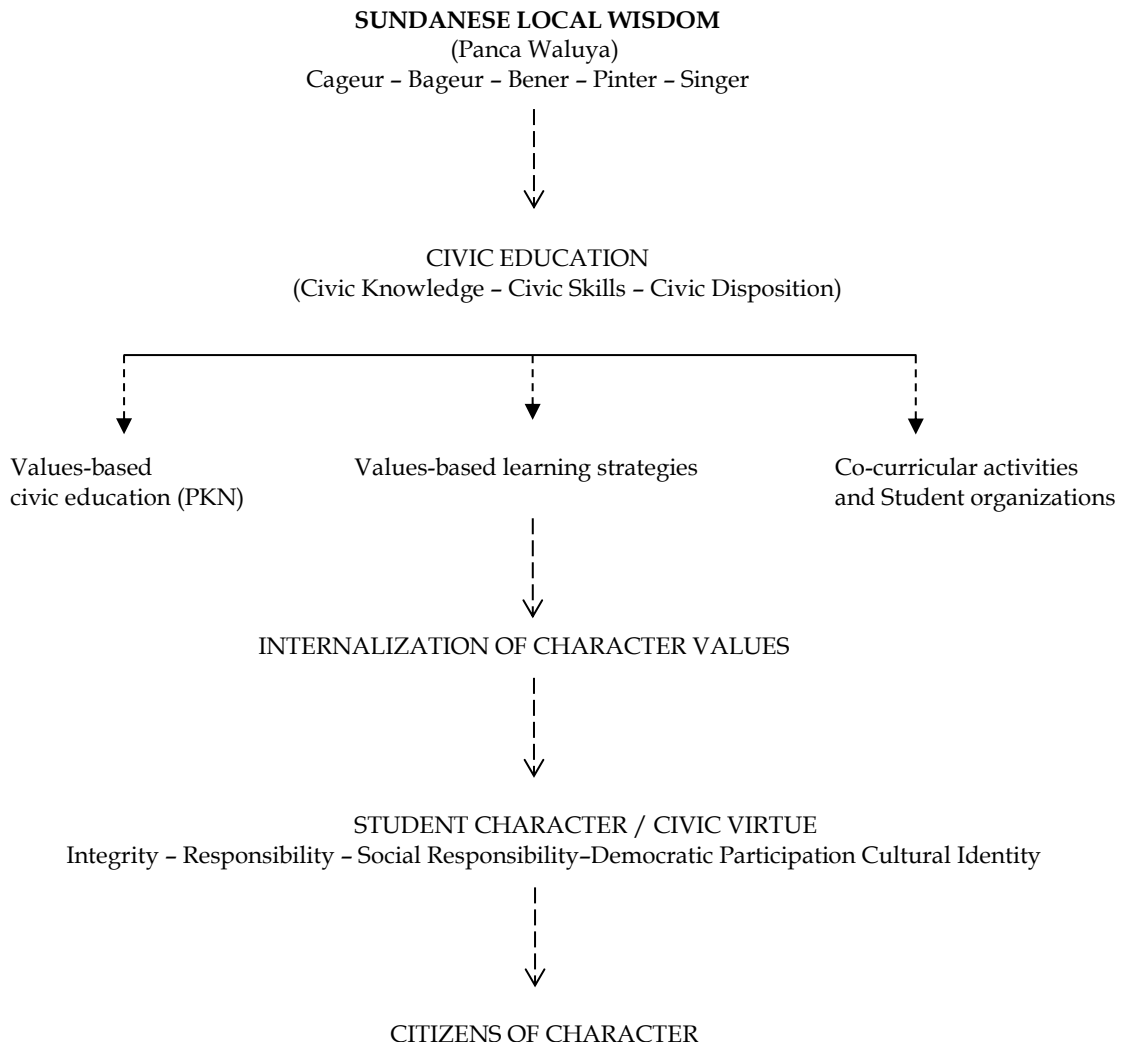 SUNDANESE LOCAL WISDOM
(Panca Waluya)
Cageur – Bageur – Bener – Pinter – Singer
CIVIC EDUCATION
(Civic Knowledge – Civic Skills – Civic Disposition)
Values-based
civic education (PKN)
Values-based learning strategies
Co-curricular activities
and Student organizations
INTERNALIZATION OF CHARACTER VALUES
STUDENT CHARACTER / CIVIC VIRTUE
Integrity – Responsibility – Social Responsibility–Democratic Participation Cultural Identity
CITIZENS OF CHARACTER